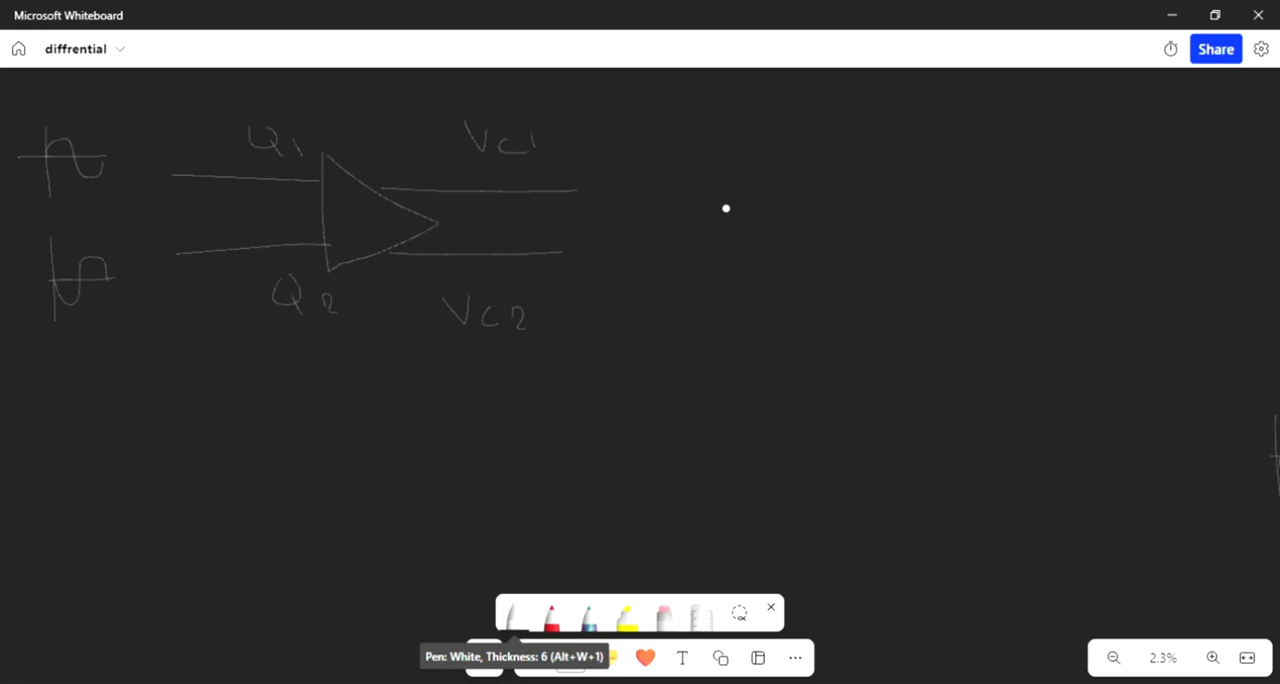 Microsoft Whiteboard
diffrential
Share
Q1
Vc1
Q2
Vc2
Pen: White, Thickness: 6 (Alt+W+1)
T
2.3%